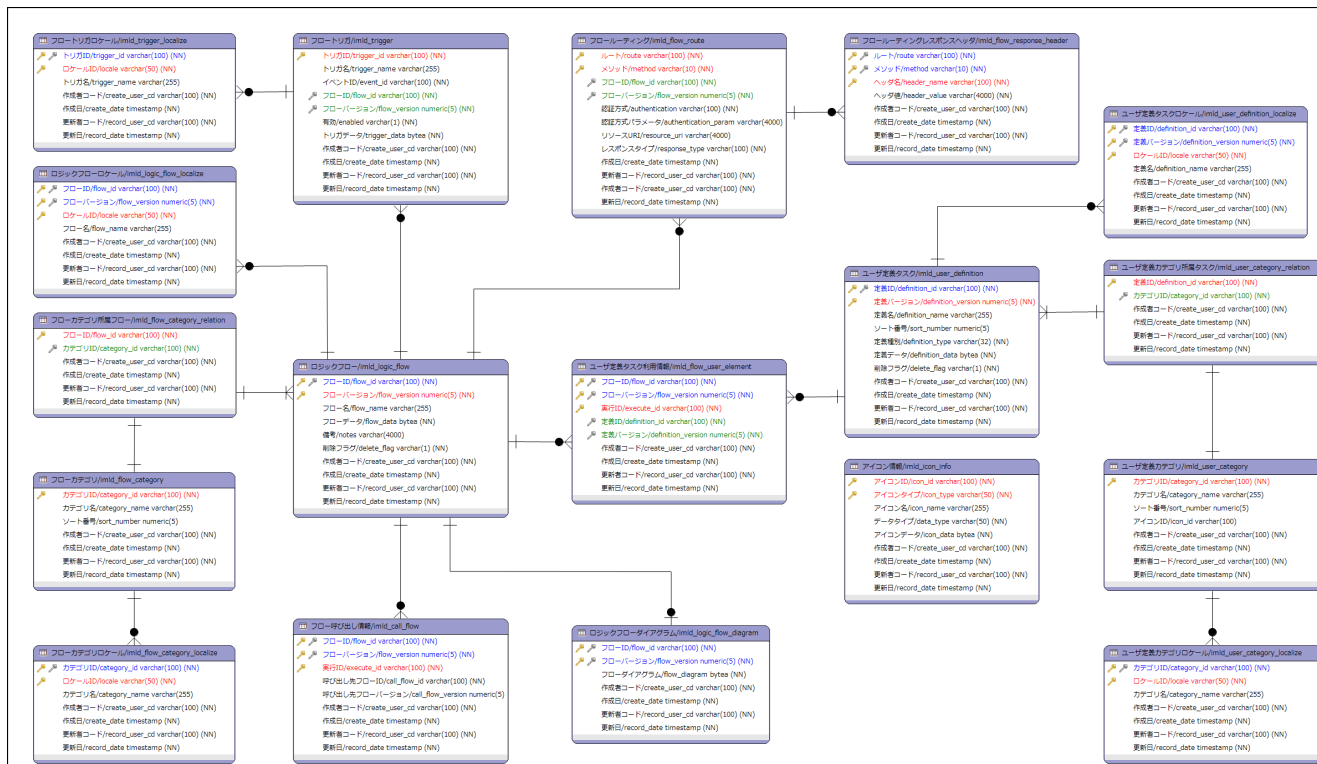 フロートリガロケール/imld_trigger_localize
トリガID/trigger_id varchar(100) (NN)
ロケールID/locale varchar(50) (NN)
トリガ名/trigger_name varchar(255)
作成者コード/create_user_cd varchar(100) (NN)
作成日/create_date timestamp (NN)
更新者コード/record_user_cd varchar(100) (NN)
更新日/record_date timestamp (NN)
フロートリガ/imld_trigger
トリガID/trigger_id varchar(100) (NN)
トリガ名/trigger_name varchar(255)
イベントID/event_id varchar(100) (NN)
フローID/flow_id varchar(100) (NN)
フローバージョン/flow_version numeric(5) (NN)
有効/enabled varchar(1) (NN)
トリガデータ/trigger_data bytea (NN)
作成者コード/create_user_cd varchar(100) (NN)
作成日/create_date timestamp (NN)
更新者コード/record_user_cd varchar(100) (NN)
更新日/record_date timestamp (NN)
フロールーティング/imld_flow_route
ルート/route varchar(100) (NN)
メソッド/method varchar(10) (NN)
フローID/flow_id varchar(100) (NN)
フローバージョン/flow_version numeric(5) (NN)
認証方式/authentication varchar(100) (NN)
認証方式パラメータ/authentication_param varchar(4000)
リソースURI/resource_uri varchar(4000)
レスポンスタイプ/response_type varchar(100) (NN)
作成日/create_date timestamp (NN)
更新者コード/record_user_cd varchar(100) (NN)
作成者コード/create_user_cd varchar(100) (NN)
更新日/record_date timestamp (NN)
フロールーティングレスポンスヘッダ/imld_flow_response_header
ルート/route varchar(100) (NN)
メソッド/method varchar(10) (NN)
ヘッダ名/header_name varchar(100) (NN)
ヘッダ値/header_value varchar(4000) (NN)
作成者コード/create_user_cd varchar(100) (NN)
作成日/create_date timestamp (NN)
更新者コード/record_user_cd varchar(100) (NN)
更新日/record_date timestamp (NN)
ユーザ定義タスクロケール/imld_user_definition_localize
定義ID/definition_id varchar(100) (NN)
定義バージョン/definition_version numeric(5) (NN)
ロケールID/locale varchar(50) (NN)
定義名/definition_name varchar(255)
作成者コード/create_user_cd varchar(100) (NN)
作成日/create_date timestamp (NN)
更新者コード/record_user_cd varchar(100) (NN)
更新日/record_date timestamp (NN)
ロジックフローロケール/imld_logic_flow_localize
フローID/flow_id varchar(100) (NN)
フローバージョン/flow_version numeric(5) (NN)
ロケールID/locale varchar(50) (NN)
フロー名/flow_name varchar(255)
作成者コード/create_user_cd varchar(100) (NN)
作成日/create_date timestamp (NN)
更新者コード/record_user_cd varchar(100) (NN)
更新日/record_date timestamp (NN)
ユーザ定義タスク/imld_user_definition
定義ID/definition_id varchar(100) (NN)
定義バージョン/definition_version numeric(5) (NN)
定義名/definition_name varchar(255)
ソート番号/sort_number numeric(5)
定義種別/definition_type varchar(32) (NN)
定義データ/definition_data bytea (NN)
削除フラグ/delete_flag varchar(1) (NN)
作成者コード/create_user_cd varchar(100) (NN)
作成日/create_date timestamp (NN)
更新者コード/record_user_cd varchar(100) (NN)
更新日/record_date timestamp (NN)
ユーザ定義カテゴリ所属タスク/imld_user_category_relation
定義ID/definition_id varchar(100) (NN)
カテゴリID/category_id varchar(100) (NN)
作成者コード/create_user_cd varchar(100) (NN)
作成日/create_date timestamp (NN)
更新者コード/record_user_cd varchar(100) (NN)
更新日/record_date timestamp (NN)
フローカテゴリ所属フロー/imld_flow_category_relation
フローID/flow_id varchar(100) (NN)
カテゴリID/category_id varchar(100) (NN)
作成者コード/create_user_cd varchar(100) (NN)
作成日/create_date timestamp (NN)
更新者コード/record_user_cd varchar(100) (NN)
更新日/record_date timestamp (NN)
ロジックフロー/imld_logic_flow
フローID/flow_id varchar(100) (NN)
フローバージョン/flow_version numeric(5) (NN)
フロー名/flow_name varchar(255)
フローデータ/flow_data bytea (NN)
備考/notes varchar(4000)
削除フラグ/delete_flag varchar(1) (NN)
作成者コード/create_user_cd varchar(100) (NN)
作成日/create_date timestamp (NN)
更新者コード/record_user_cd varchar(100) (NN)
更新日/record_date timestamp (NN)
ユーザ定義タスク利用情報/imld_flow_user_element
フローID/flow_id varchar(100) (NN)
フローバージョン/flow_version numeric(5) (NN)
実行ID/execute_id varchar(100) (NN)
定義ID/definition_id varchar(100) (NN)
定義バージョン/definition_version numeric(5) (NN)
作成者コード/create_user_cd varchar(100) (NN)
作成日/create_date timestamp (NN)
更新者コード/record_user_cd varchar(100) (NN)
更新日/record_date timestamp (NN)
アイコン情報/imld_icon_info
アイコンID/icon_id varchar(100) (NN)
アイコンタイプ/icon_type varchar(50) (NN)
アイコン名/icon_name varchar(255)
データタイプ/data_type varchar(50) (NN)
アイコンデータ/icon_data bytea (NN)
作成者コード/create_user_cd varchar(100) (NN)
作成日/create_date timestamp (NN)
更新者コード/record_user_cd varchar(100) (NN)
更新日/record_date timestamp (NN)
ユーザ定義カテゴリ/imld_user_category
カテゴリID/category_id varchar(100) (NN)
カテゴリ名/category_name varchar(255)
ソート番号/sort_number numeric(5)
アイコンID/icon_id varchar(100)
作成者コード/create_user_cd varchar(100) (NN)
作成日/create_date timestamp (NN)
更新者コード/record_user_cd varchar(100) (NN)
更新日/record_date timestamp (NN)
フローカテゴリ/imld_flow_category
カテゴリID/category_id varchar(100) (NN)
カテゴリ名/category_name varchar(255)
ソート番号/sort_number numeric(5)
作成者コード/create_user_cd varchar(100) (NN)
作成日/create_date timestamp (NN)
更新者コード/record_user_cd varchar(100) (NN)
更新日/record_date timestamp (NN)
フローカテゴリロケール/imld_flow_category_localize
カテゴリID/category_id varchar(100) (NN)
ロケールID/locale varchar(50) (NN)
カテゴリ名/category_name varchar(255)
作成者コード/create_user_cd varchar(100) (NN)
作成日/create_date timestamp (NN)
更新者コード/record_user_cd varchar(100) (NN)
更新日/record_date timestamp (NN)
フロー呼び出し情報/imld_call_flow
フローID/flow_id varchar(100) (NN)
フローバージョン/flow_version numeric(5) (NN)
実行ID/execute_id varchar(100) (NN)
呼び出し先フローID/call_flow_id varchar(100) (NN)
呼び出し先フローバージョン/call_flow_version numeric(5)
作成者コード/create_user_cd varchar(100) (NN)
作成日/create_date timestamp (NN)
更新者コード/record_user_cd varchar(100) (NN)
更新日/record_date timestamp (NN)
ロジックフローダイアグラム/imld_logic_flow_diagram
フローID/flow_id varchar(100) (NN)
フローバージョン/flow_version numeric(5) (NN)
フローダイアグラム/flow_diagram bytea (NN)
作成者コード/create_user_cd varchar(100) (NN)
作成日/create_date timestamp (NN)
更新者コード/record_user_cd varchar(100) (NN)
更新日/record_date timestamp (NN)
ユーザ定義カテゴリロケール/imld_user_category_localize
カテゴリID/category_id varchar(100) (NN)
ロケールID/locale varchar(50) (NN)
カテゴリ名/category_name varchar(255)
作成者コード/create_user_cd varchar(100) (NN)
作成日/create_date timestamp (NN)
更新者コード/record_user_cd varchar(100) (NN)
更新日/record_date timestamp (NN)